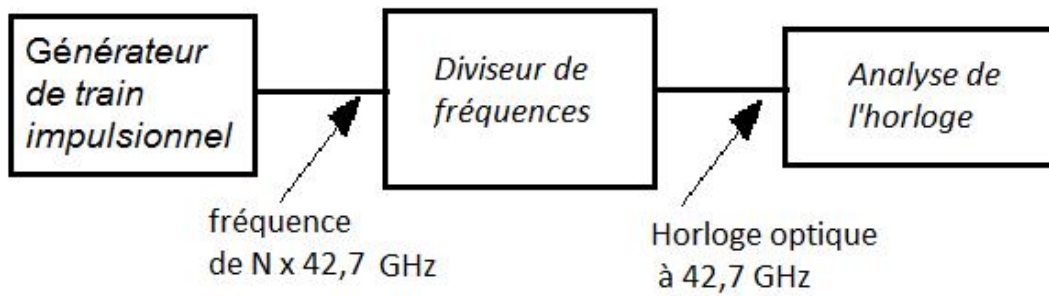 Générateur
de train
impulsionnel
Diviseur de
fréquences
Analyse de
l'horloge
fréquence
de N x 42,7 GHz
Horloge optique
à 42,7 GHz